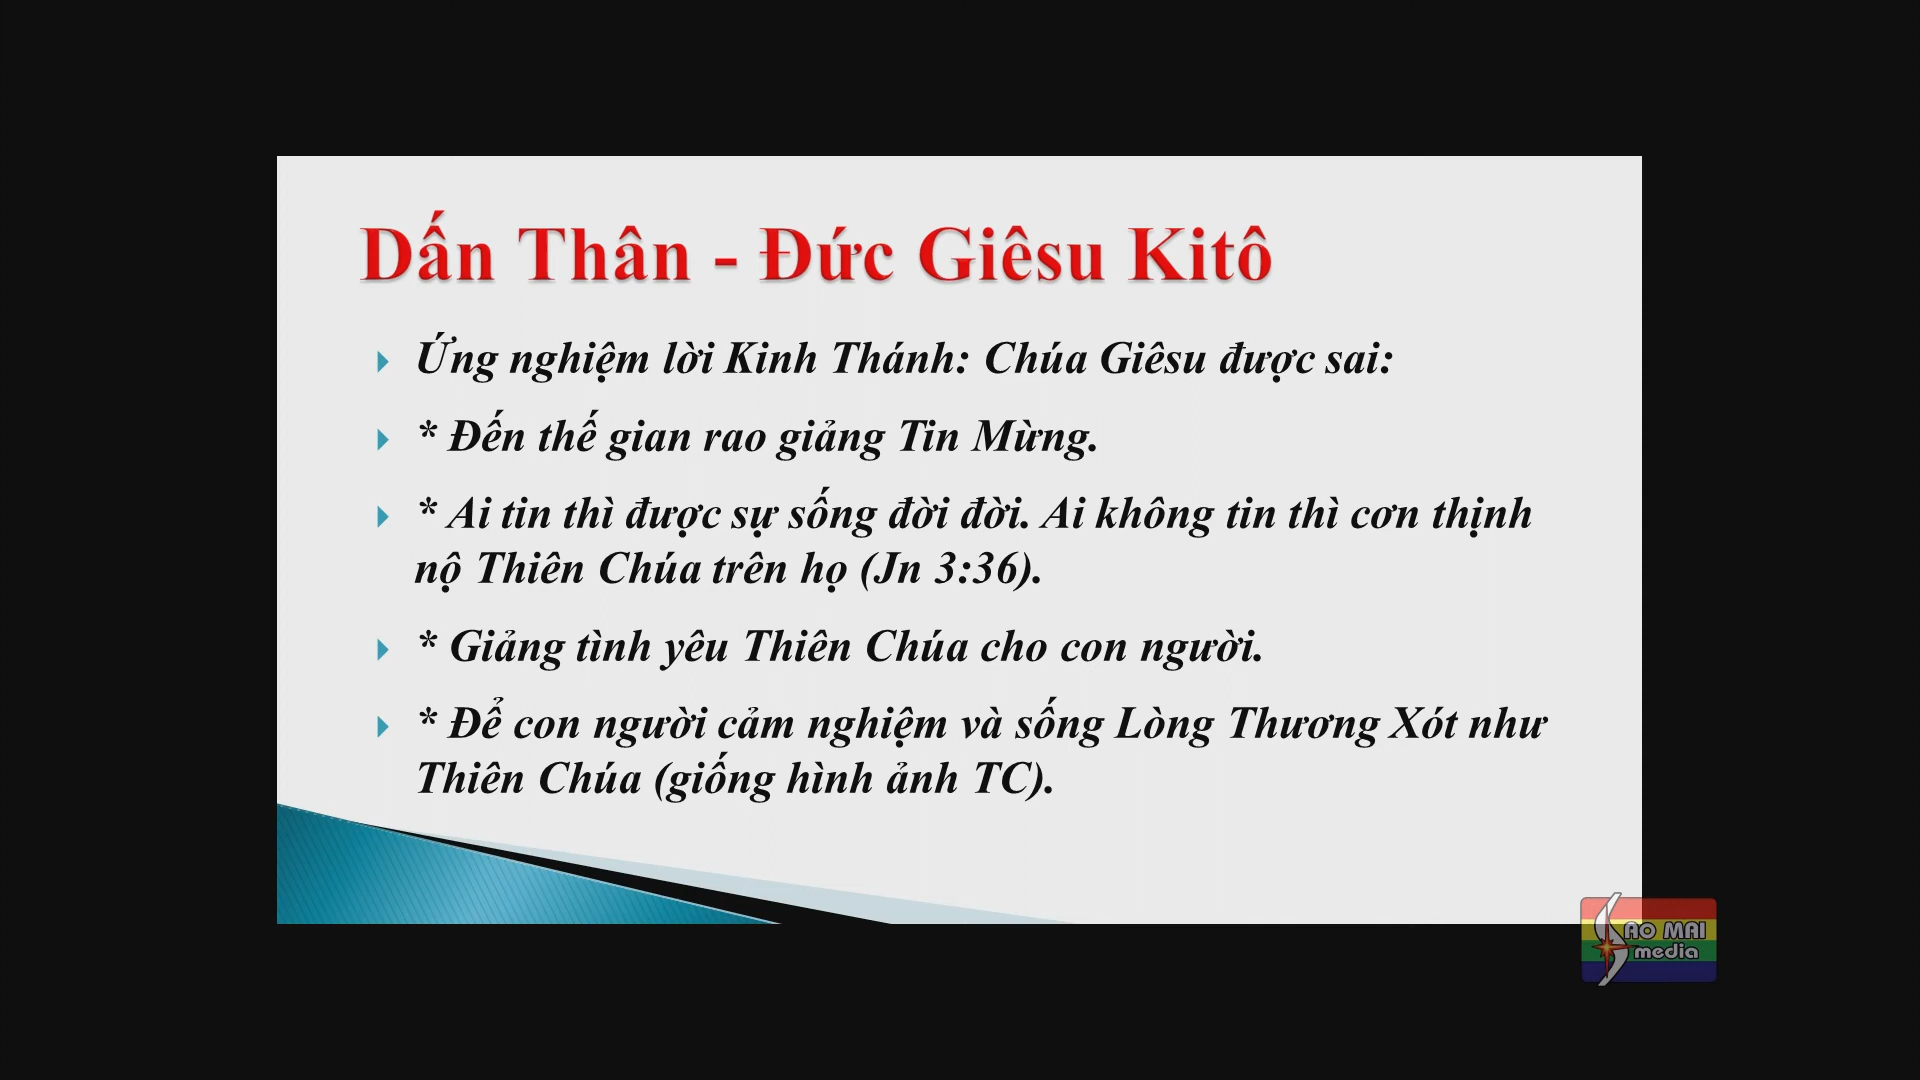 Dấn Thân - Đức Giêsu Kitô
Ứng nghiệm lời Kinh Thánh: Chúa Giêsu được sai:
* Đến thế gian rao giảng Tin Mừng.
* Ai tin thì được sự sống đời đời. Ai không tin thì cơn thịnh
nộ Thiên Chúa trên họ (Jn 3:36).
* Giảng tình yêu Thiên Chúa cho con người.
* Để con người cảm nghiệm và sống Lòng Thương Xót như
Thiên Chúa (giống hình ảnh TC).
SAO MAI
media